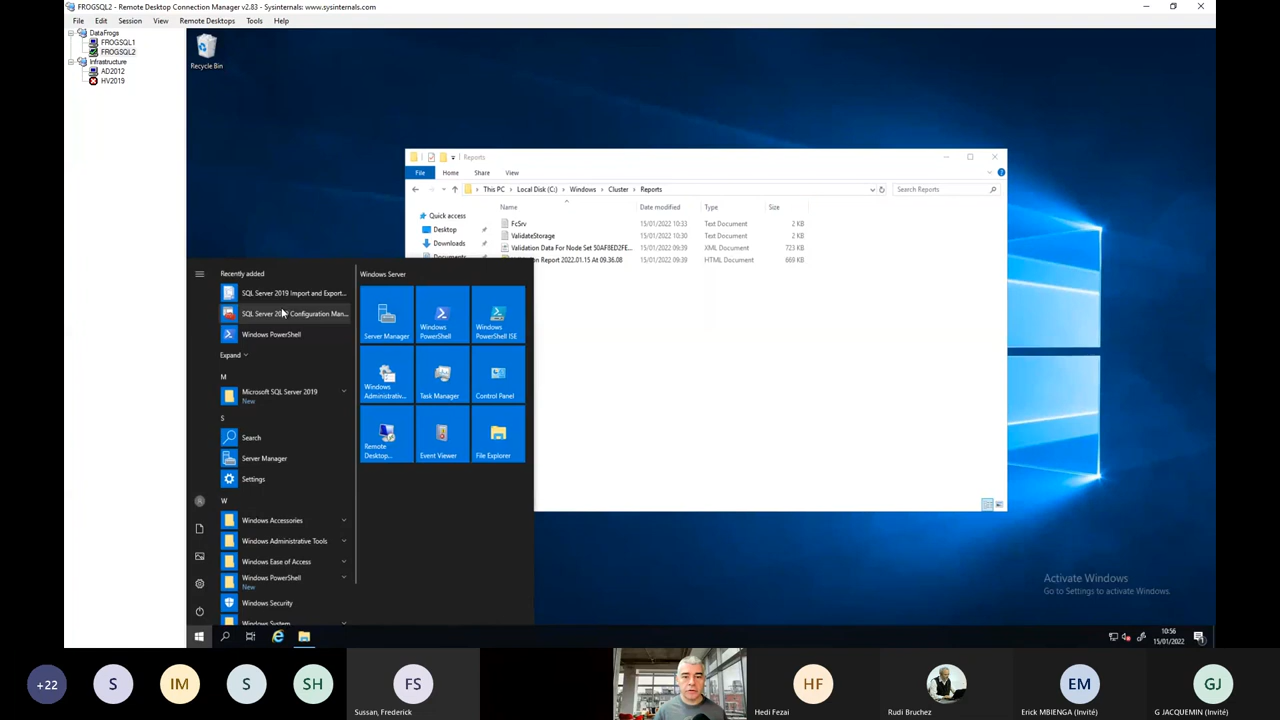 FROGSQL2 - Remote Desktop Connection Manager v2.83 - Sysinternals: www.sysinternals.com
File Edit Session View Remote Desktops Tools Help
DataFrogs
FROGSQL1
FROGSQL2
Infrastructure
AD2012
HV2019
Recycle Bin
Reports
File Home Share View
This PC > Local Disk (C:) > Windows > Cluster > Reports
Search Reports
Quick access
Desktop
Downloads
Name Date modified Type Size
FcSrv 15/01/2022 10:33 Text Document 2 KB
ValidateStorage 15/01/2022 10:30 Text Document 2 KB
Validation Data For Node Set 50AF8ED2FE... 15/01/2022 09:39 XML Document 723 KB
Report 2022.01.15 At 09.36.08 15/01/2022 09:39 HTML Document 669 KB
Recently added
SQL Server 2019 Import and Export...
SQL Server 2019 Configuration Man...
Windows PowerShell
Expand
M
Microsoft SQL Server 2019
New
S
Search
Server Manager
Settings
W
Windows Accessories
Windows Administrative Tools
Windows Ease of Access
Windows PowerShell
New
Windows Security
Windows System
Windows Server
Server Manager
Windows PowerShell
Windows PowerShell ISE
Windows Administrativ...
Task Manager
Control Panel
Remote Desktop...
Event Viewer
File Explorer
Activate Windows
Go to Settings to activate Windows.
10:56
15/01/2022
1
+22
S
IM
S
SH
FS
HF
EM
GJ
Sussan, Frederick
Hedi Fezai
Rudi Bruchez
Erick MBIENGA (Invité)
G JACQUEMIN (Invité)